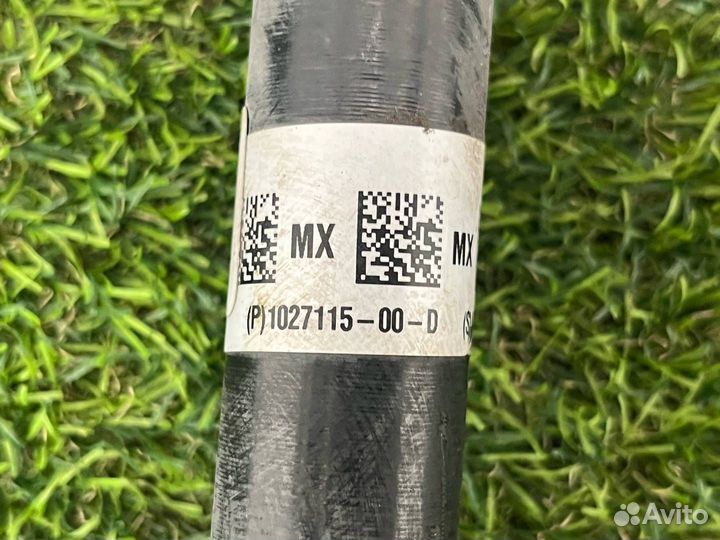 MX MX
(P)1027115-00-D (S)
Avito